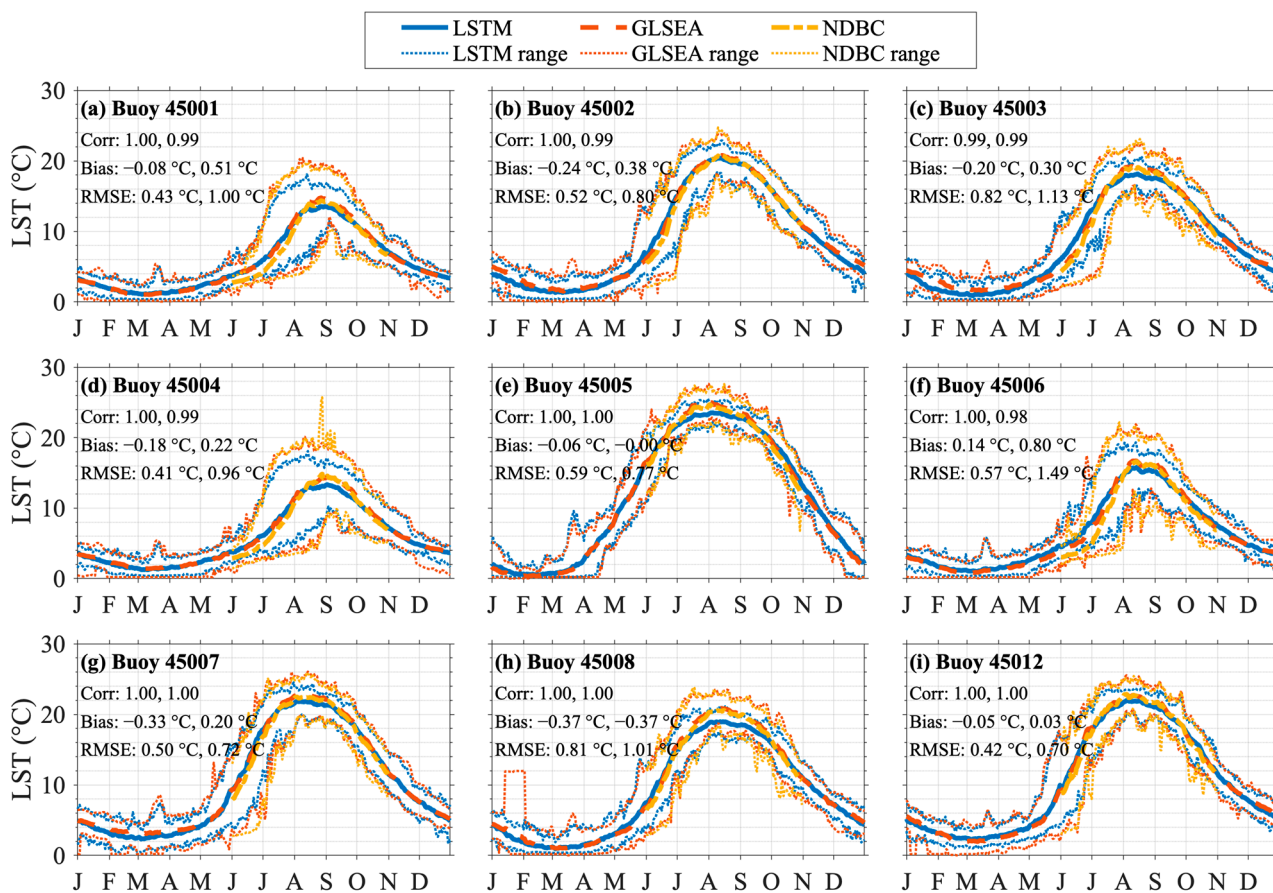 LSTM GLSEA NDBC
LSTM range GLSEA range NDBC range
30
20
10
0
LST (°C)
(a) Buoy 45001
Corr: 1.00, 0.99
Bias: −0.08 °C, 0.51 °C
RMSE: 0.43 °C, 1.00 °C
J F M A M J J A S O N D
(b) Buoy 45002
Corr: 1.00, 0.99
Bias: −0.24 °C, 0.38 °C
RMSE: 0.52 °C, 0.80 °C
J F M A M J J A S O N D
(c) Buoy 45003
Corr: 0.99, 0.99
Bias: −0.20 °C, 0.30 °C
RMSE: 0.82 °C, 1.13 °C
J F M A M J J A S O N D
30
20
10
0
LST (°C)
(d) Buoy 45004
Corr: 1.00, 0.99
Bias: −0.18 °C, 0.22 °C
RMSE: 0.41 °C, 0.96 °C
J F M A M J J A S O N D
(e) Buoy 45005
Corr: 1.00, 1.00
Bias: −0.06 °C, −0.00 °C
RMSE: 0.59 °C, 0.77 °C
J F M A M J J A S O N D
(f) Buoy 45006
Corr: 1.00, 0.98
Bias: 0.14 °C, 0.80 °C
RMSE: 0.57 °C, 1.49 °C
J F M A M J J A S O N D
30
20
10
0
LST (°C)
(g) Buoy 45007
Corr: 1.00, 1.00
Bias: −0.33 °C, 0.20 °C
RMSE: 0.50 °C, 0.72 °C
J F M A M J J A S O N D
(h) Buoy 45008
Corr: 1.00, 1.00
Bias: −0.37 °C, −0.37 °C
RMSE: 0.81 °C, 1.01 °C
J F M A M J J A S O N D
(i) Buoy 45012
Corr: 1.00, 1.00
Bias: −0.05 °C, 0.03 °C
RMSE: 0.42 °C, 0.70 °C
J F M A M J J A S O N D